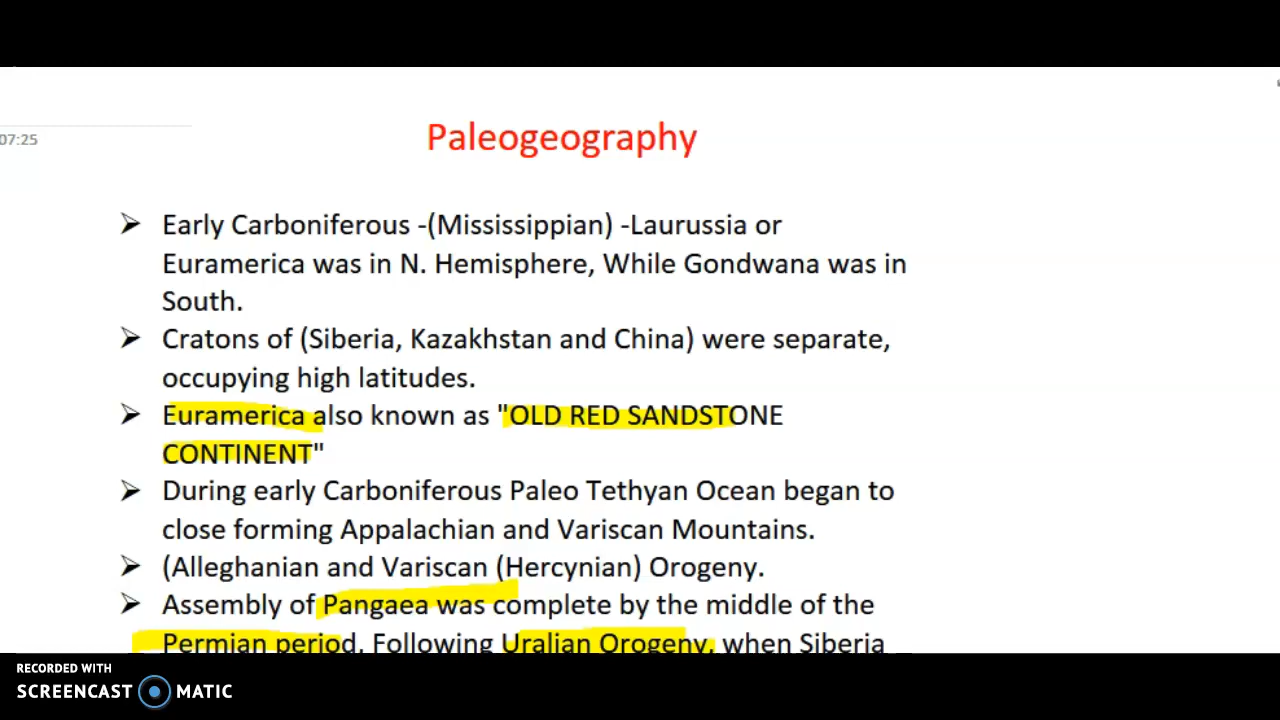 07:25
Paleogeography
➢ Early Carboniferous -(Mississippian) -Laurussia or
Euramerica was in N. Hemisphere, While Gondwana was in
South.
➢ Cratons of (Siberia, Kazakhstan and China) were separate,
occupying high latitudes.
➢ Euramerica also known as "OLD RED SANDSTONE
CONTINENT"
➢ During early Carboniferous Paleo Tethyan Ocean began to
close forming Appalachian and Variscan Mountains.
➢ (Alleghanian and Variscan (Hercynian) Orogeny.
➢ Assembly of Pangaea was complete by the middle of the
Permian period. Following Uralian Orogeny, when Siberia
RECORDED WITH
SCREENCAST MATIC